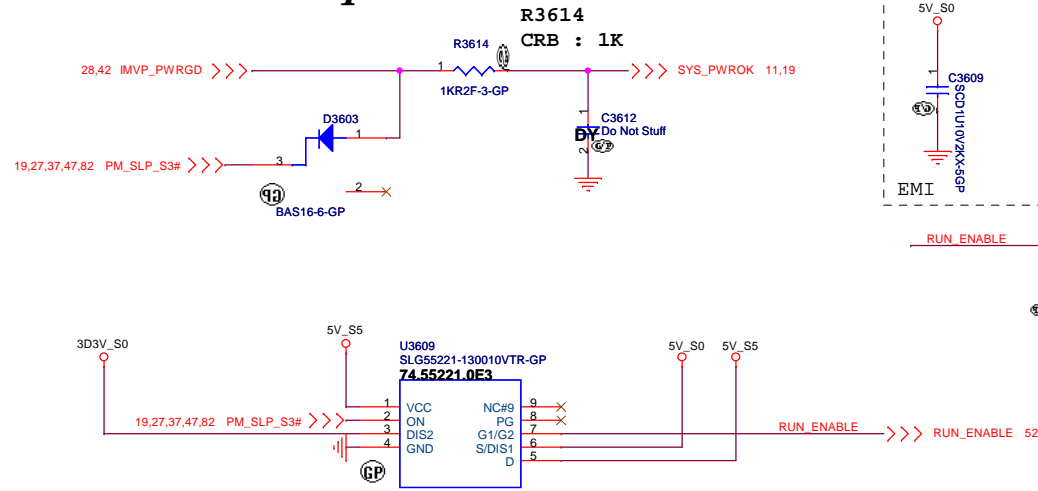 R3614
CRB : 1K
5V_S0
R3614
28,42 IMVP_PWRGD
1
SYS_PWROK 11,19
1KR2F-3-GP
1
C3609
SCD1U10V2KX-5GP
D3603
1
1
C3612
DY
Do Not Stuff
2
19,27,37,47,82 PM_SLP_S3#
3
2
BAS16-6-GP
EMI
RUN_ENABLE
3D3V_S0
5V_S5
U3609
SLG55221-130010VTR-GP
74.55221.0E3
5V_S0
5V_S5
1 VCC
NC#9 9
19,27,37,47,82 PM_SLP_S3#
2 ON
PG 8
3 DIS2
G1/G2 7
RUN_ENABLE
RUN_ENABLE 52
4 GND
S/DIS1 6
D 5
GP